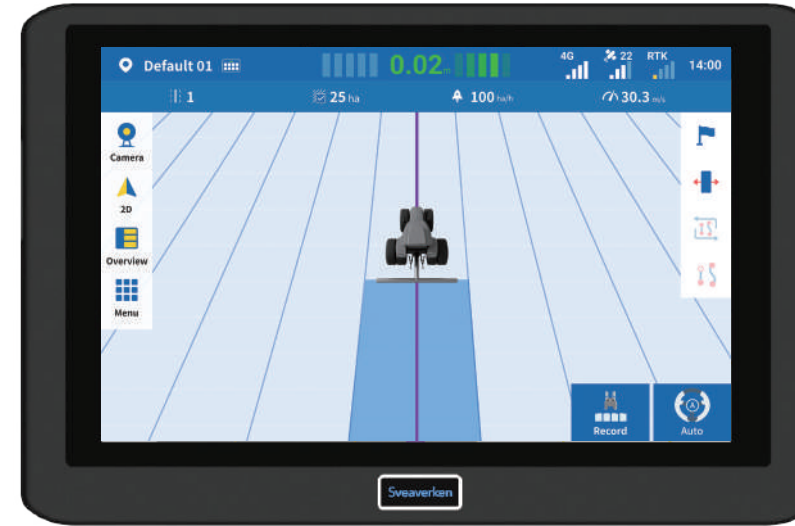 Default 01
0.02 m
4G
22
RTK
14:00
1
25 ha
100 ha/h
30.3 m/s
Camera
2D
Overview
Menu
Record
A
Auto
Sveaverken